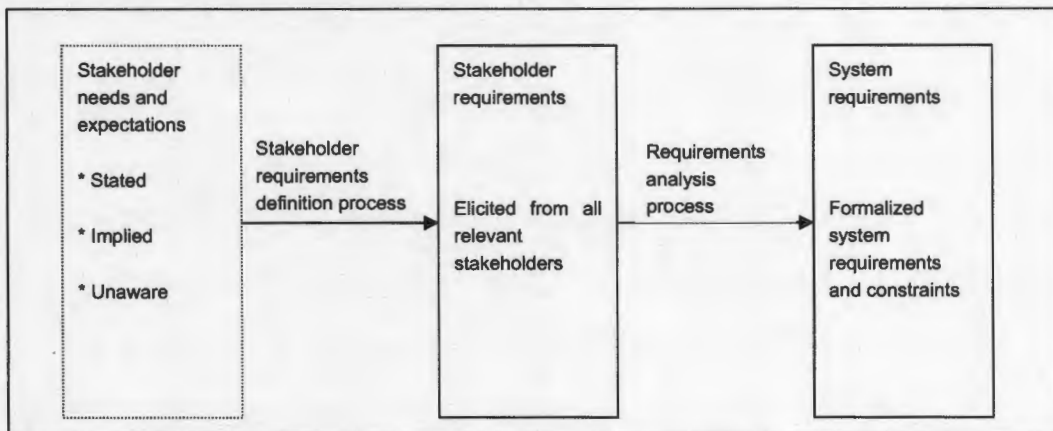 Stakeholder
needs and
expectations
* Stated
* Implied
* Unaware
Stakeholder
requirements
definition process
Stakeholder
requirements
Elicited from all
relevant
stakeholders
Requirements
analysis
process
System
requirements
Formalized
system
requirements
and constraints